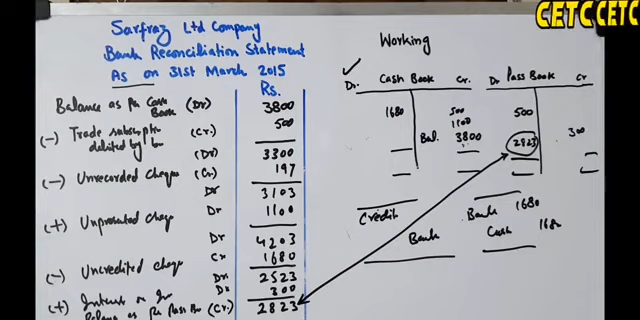 CETC CETC
Sarfraz Ltd Company
Bank Reconciliation Statement
As on 31st March 2015
Rs.
Balance as per Cash Book (Dr) 3800
(-) Trade (Cr.) 500
debited by
(Dr) 3300
(-) Unrecorded Cheque (Cr) 197
Dr 3103
(+) Cheque Dr 1100
Dr 4203
(-) Uncredited Cheque Cr 1680
Dr 2523
(+) Interest on Dr 300
Balance as per Pass (Cr.) 2823
Working
Dr. Cash Book Cr.
1680 500
1100
Bal. 3800
Dr Pass Book Cr
500
300
2823
Credit
Bank
Bank 1680
Cash 1680